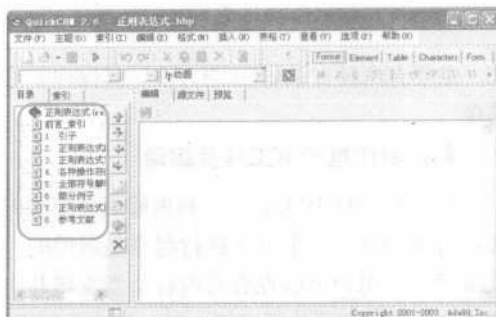 QuickCHM 2.6 - 正则表达式.hhp
文件(F) 主题(O) 索引(I) 编辑(E) 格式(M) 插入(N) 表格(T) 查看(V) 选项(P) 帮助(H)
Format Element Table Characters Form
目录 索引 编辑 源文件 预览
正则表达式
前言_索引
1. 引子
2. 正则表达式
3. 正则表达式
4. 各种操作符
5. 全部符号解
6. 部分例子
7. 正则表达式
8. 参考文献
Copyright 2001-2003 Inc.